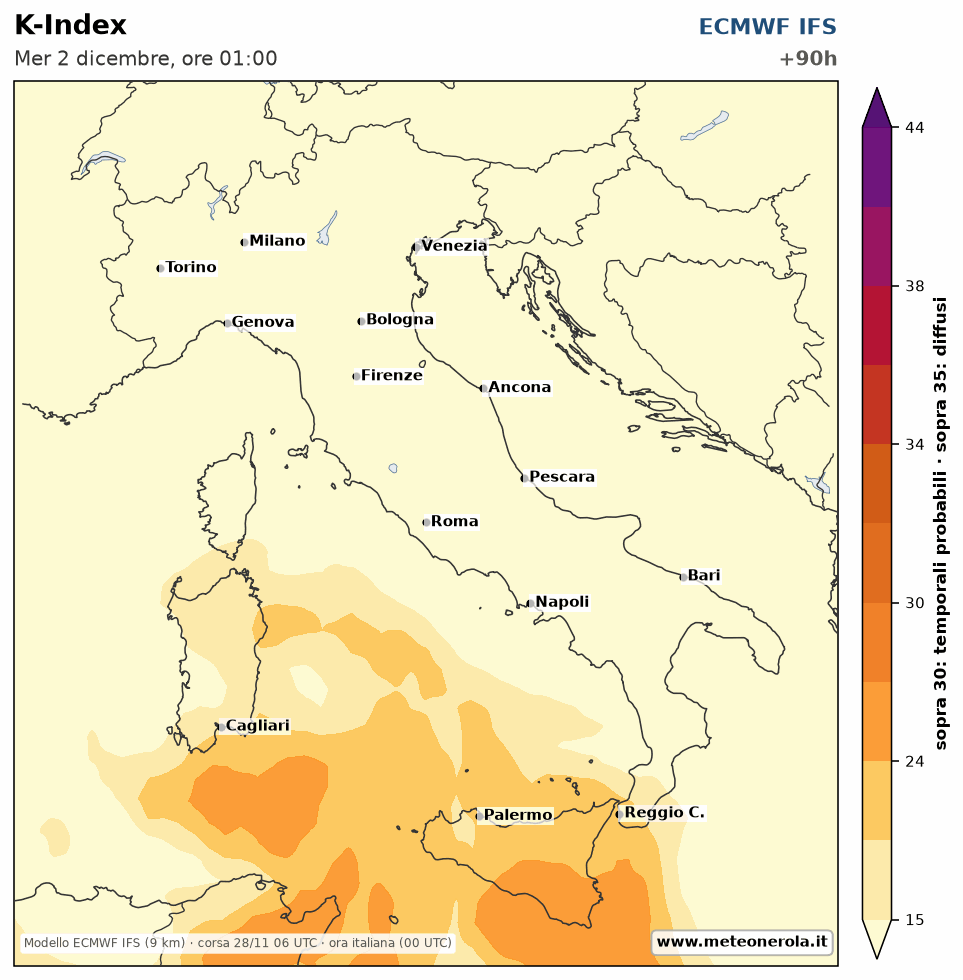 K-Index
ECMWF IFS
Mer 2 dicembre, ore 01:00
+90h
44
38
34
30
24
15
sopra 30: temporali probabili · sopra 35: diffusi
Milano
Venezia
Torino
Genova
Bologna
Firenze
Ancona
Pescara
Roma
Bari
Napoli
Cagliari
Palermo
Reggio C.
Modello ECMWF IFS (9 km) · corsa 28/11 06 UTC · ora italiana (00 UTC)
www.meteonerola.it